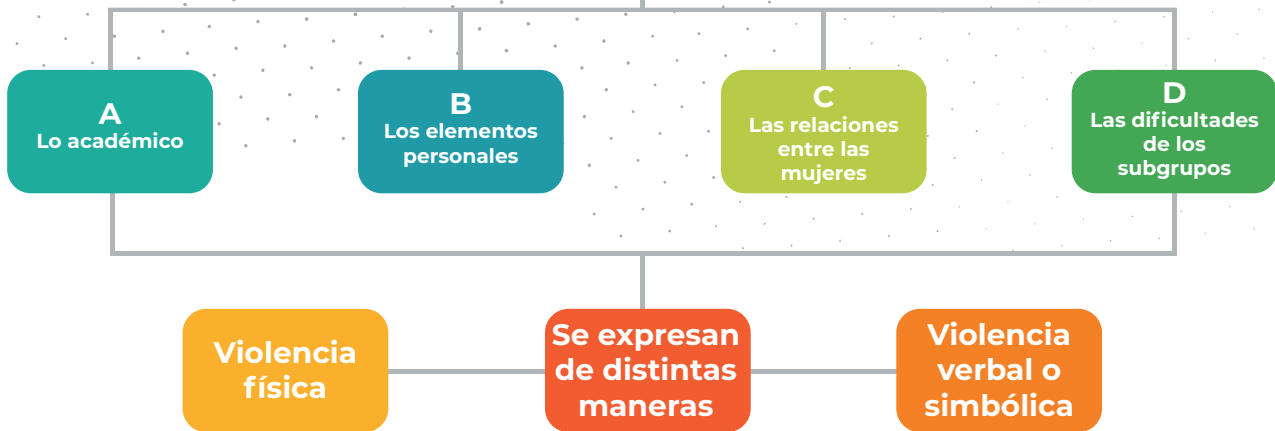 A
Lo académico
B
Los elementos
personales
C
Las relaciones
entre las
mujeres
D
Las dificultades
de los
subgrupos
Violencia
física
Se expresan
de distintas
maneras
Violencia
verbal o
simbólica